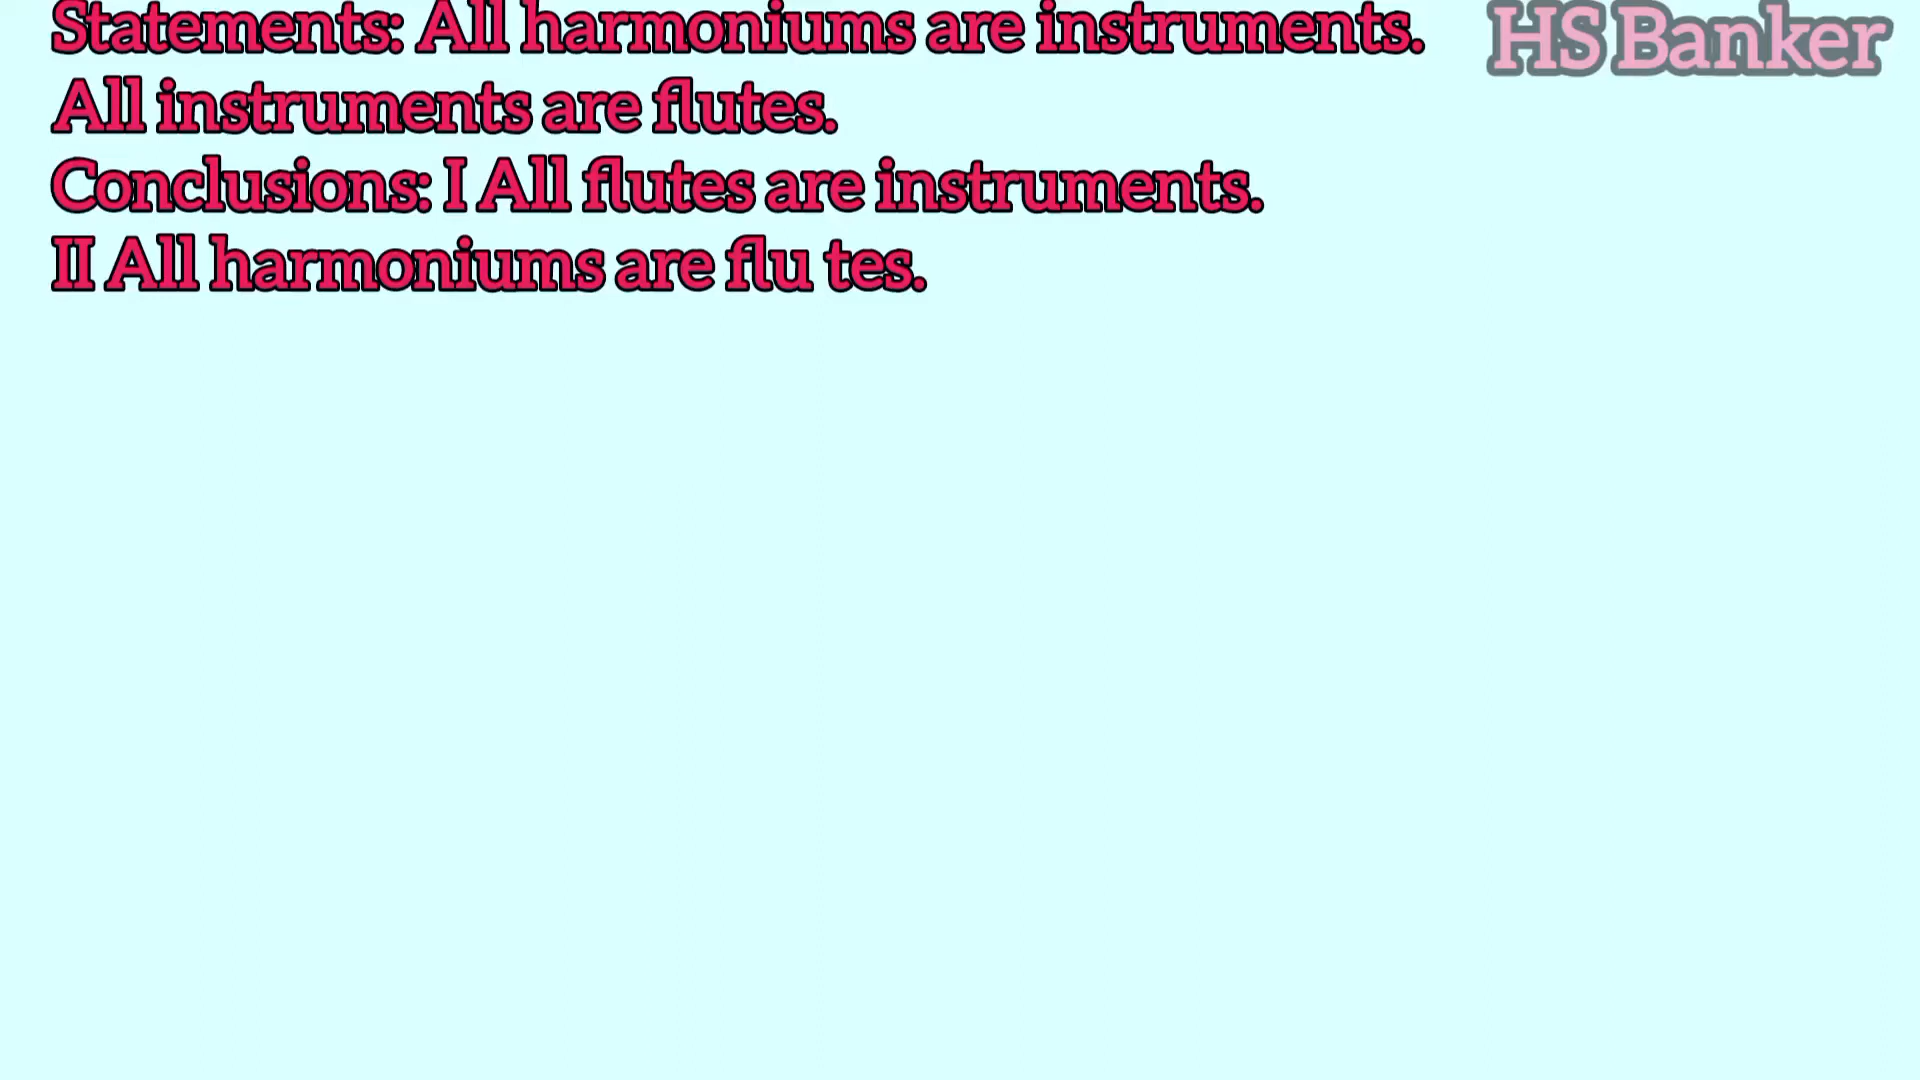 Statements: All harmoniums are instruments.
HS Banker
All instruments are flutes.
Conclusions: I All flutes are instruments.
II All harmoniums are flu tes.